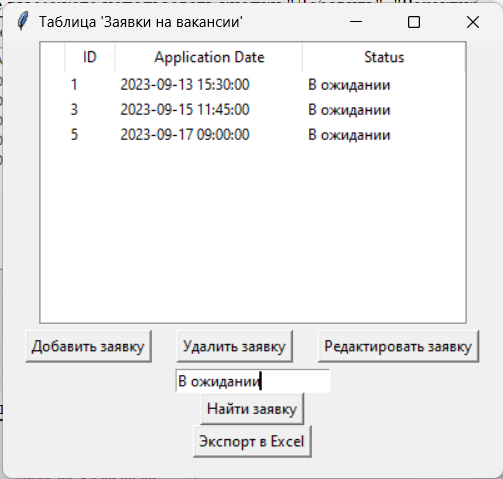 Таблица 'Заявки на вакансии'
ID Application Date Status
1 2023-09-13 15:30:00 В ожидании
3 2023-09-15 11:45:00 В ожидании
5 2023-09-17 09:00:00 В ожидании
Добавить заявку Удалить заявку Редактировать заявку
В ожидании
Найти заявку
Экспорт в Excel